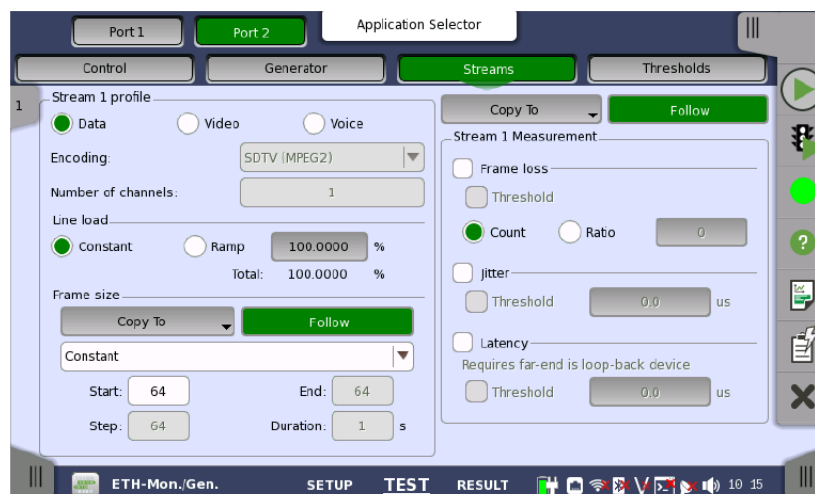 Application Selector
Port 1 Port 2
Control Generator Streams Thresholds
1
Stream 1 profile
Data Video Voice
Encoding: SDTV (MPEG2)
Number of channels: 1
Line load
Constant Ramp 100.0000 %
Total: 100.0000 %
Frame size
Copy To Follow
Constant
Start: 64 End: 64
Step: 64 Duration: 1 s
Copy To Follow
Stream 1 Measurement
Frame loss
Threshold
Count Ratio 0
Jitter
Threshold 0.0 us
Latency
Requires far-end is loop-back device
Threshold 0.0 us
ETH-Mon./Gen. SETUP TEST RESULT 10 15